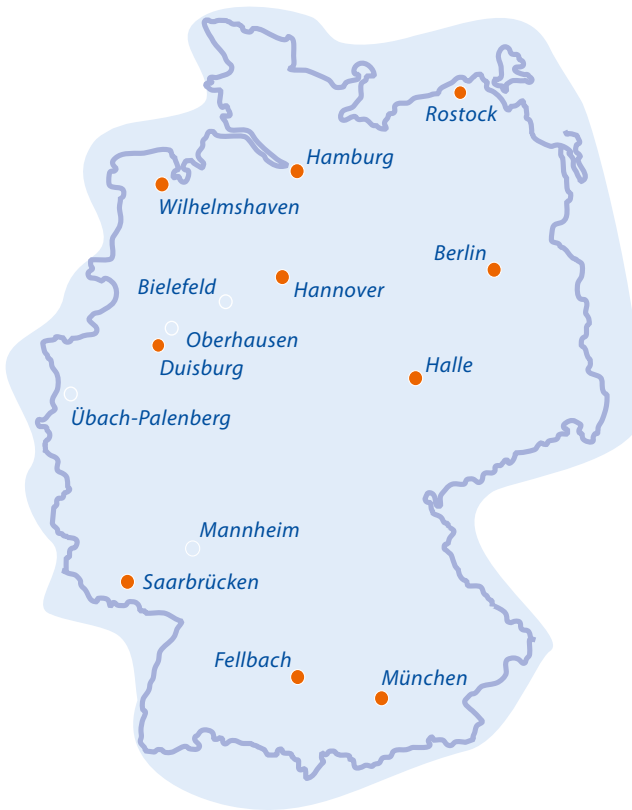 Rostock
Hamburg
Wilhelmshaven
Berlin
Bielefeld
Hannover
Oberhausen
Duisburg
Halle
Übach-Palenberg
Mannheim
Saarbrücken
Fellbach
München